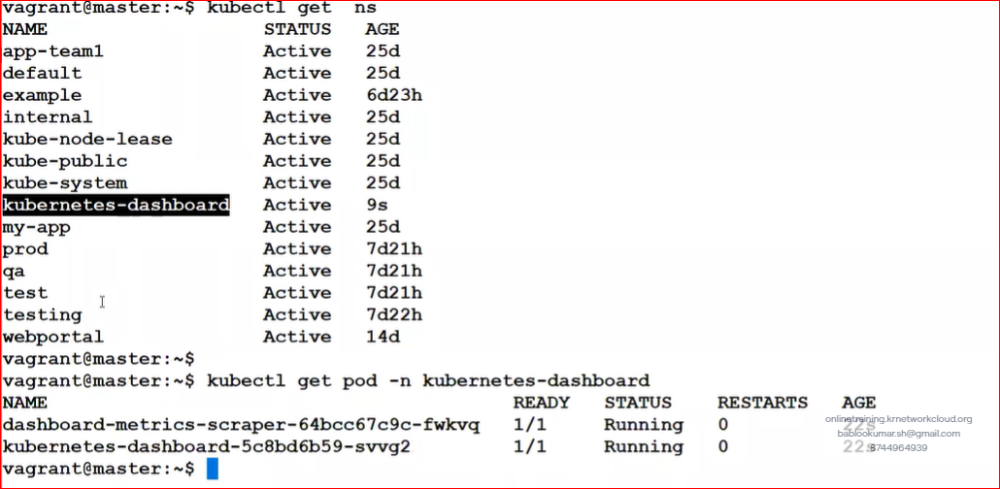 vagrant@master:~$ kubectl get  ns
NAME                   STATUS   AGE
app-team1              Active   25d
default                Active   25d
example                Active   6d23h
internal               Active   25d
kube-node-lease        Active   25d
kube-public            Active   25d
kube-system            Active   25d
kubernetes-dashboard   Active   9s
my-app                 Active   25d
prod                   Active   7d21h
qa                     Active   7d21h
test                   Active   7d21h
testing                Active   7d22h
webportal              Active   14d
vagrant@master:~$
vagrant@master:~$ kubectl get pod -n kubernetes-dashboard
NAME                                         READY   STATUS    RESTARTS   AGE
dashboard-metrics-scraper-64bcc67c9c-fwkvq   1/1     Running   0          22s
kubernetes-dashboard-5c8bd6b59-svvg2         1/1     Running   0          22s
vagrant@master:~$
onlinetraining.krnetworkcloud.org
bablookumar.sh@gmail.com
8744964939